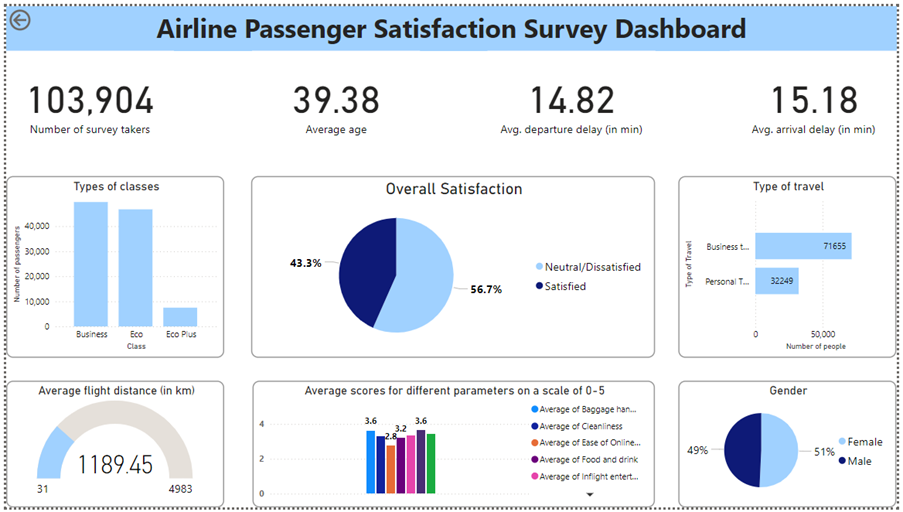 Airline Passenger Satisfaction Survey Dashboard
103,904
Number of survey takers
39.38
Average age
14.82
Avg. departure delay (in min)
15.18
Avg. arrival delay (in min)
Types of classes
Number of passengers
40,000
30,000
20,000
10,000
0
Business
Eco
Eco Plus
Class
Overall Satisfaction
43.3%
56.7%
Neutral/Dissatisfied
Satisfied
Type of travel
Type of Travel
Business t...
71655
Personal T...
32249
0
50,000
Number of people
Average flight distance (in km)
1189.45
31
4983
Average scores for different parameters on a scale of 0-5
4
2
0
3.6
2.8
3.2
3.6
Average of Baggage han...
Average of Cleanliness
Average of Ease of Online...
Average of Food and drink
Average of Inflight entert...
Gender
49%
51%
Female
Male